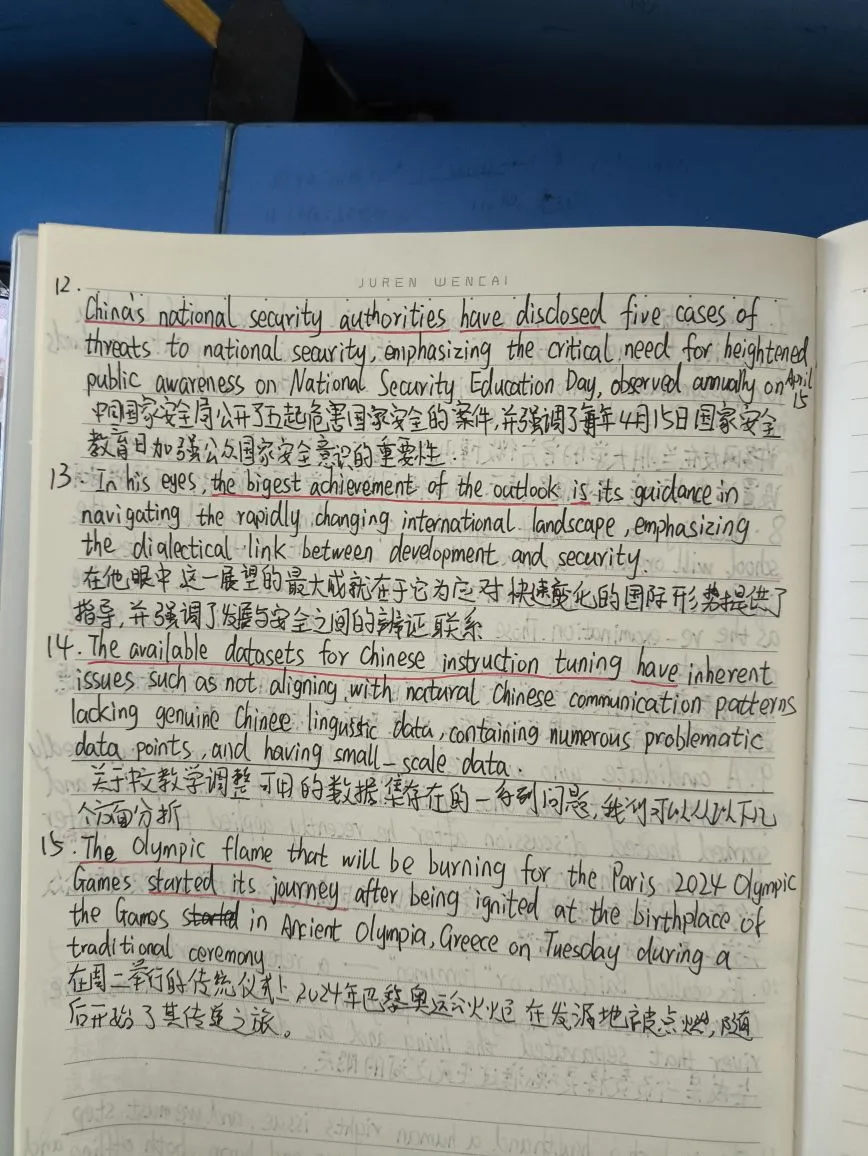 JUREN WENCAI
12.
China's national security authorities have disclosed five cases of
threats to national security, emphasizing the critical need for heightened
public awareness on National Security Education Day, observed annually on April 15
中国国家安全局公开了五起危害国家安全的案件,并强调了每年4月15日国家安全
教育日加强公众国家安全意识的重要性.
13. In his eyes, the bigest achievement of the outlook is its guidance in
navigating the rapidly changing international landscape, emphasizing
the dialectical link between development and security.
在他眼中这一展望的最大成就在于它为应对快速变化的国际形势提供了
指导,并强调了发展与安全之间的辨证联系
14. The available datasets for Chinese instruction tuning have inherent
issues such as not aligning with natural Chinese communication patterns
lacking genuine Chinese linguistic data, containing numerous problematic
data points, and having small-scale data.
关于中文教学调整可用的数据集存在的一系列问题,我们可以从以下几
个方面分析
15. The Olympic flame that will be burning for the Paris 2024 Olympic
Games started its journey after being ignited at the birthplace of
the Games started in Ancient Olympia, Greece on Tuesday during a
traditional ceremony
在周二举行的传统仪式上2024年巴黎奥运会火炬在发源地被点燃,随
后开始了其传递之旅。